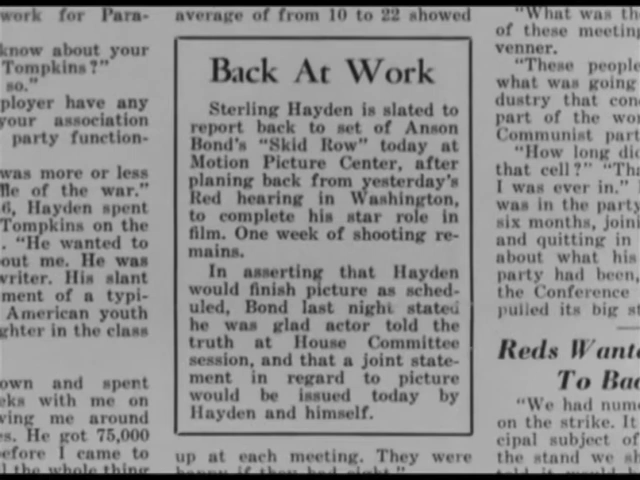 work for Para-
know about your
Tompkins?"
so."
ployer have any
your association
party function-
was more or less
of the war."
6, Hayden spent
Tompkins on the
. "He wanted to
out me. He was
writer. His slant
ment of a typi-
American youth
ghter in the class
own and spent
eks with me on
ving me around
es. He got 75,000
efore I came to
the whole thing
average of from 10 to 22 showed
Back At Work
Sterling Hayden is slated to
report back to set of Anson
Bond's "Skid Row" today at
Motion Picture Center, after
planing back from yesterday's
Red hearing in Washington,
to complete his star role in
film. One week of shooting re-
mains.
In asserting that Hayden
would finish picture as sched-
uled, Bond last night stated
he was glad actor told the
truth at House Committee
session, and that a joint state-
ment in regard to picture
would be issued today by
Hayden and himself.
up at each meeting. They were
"What was th
of these meeting
venner.
"These people
what was going
dustry that con
part of the wor
Communist part
"How long did
that cell?" "Tha
I was ever in."
was in the party
six months, join
and quitting in
about what his
party had been,
the Conference
pulled its big st
Reds Wante
To Bac
"We had nume
on the strike. It
cipal subject of
the stand we sh